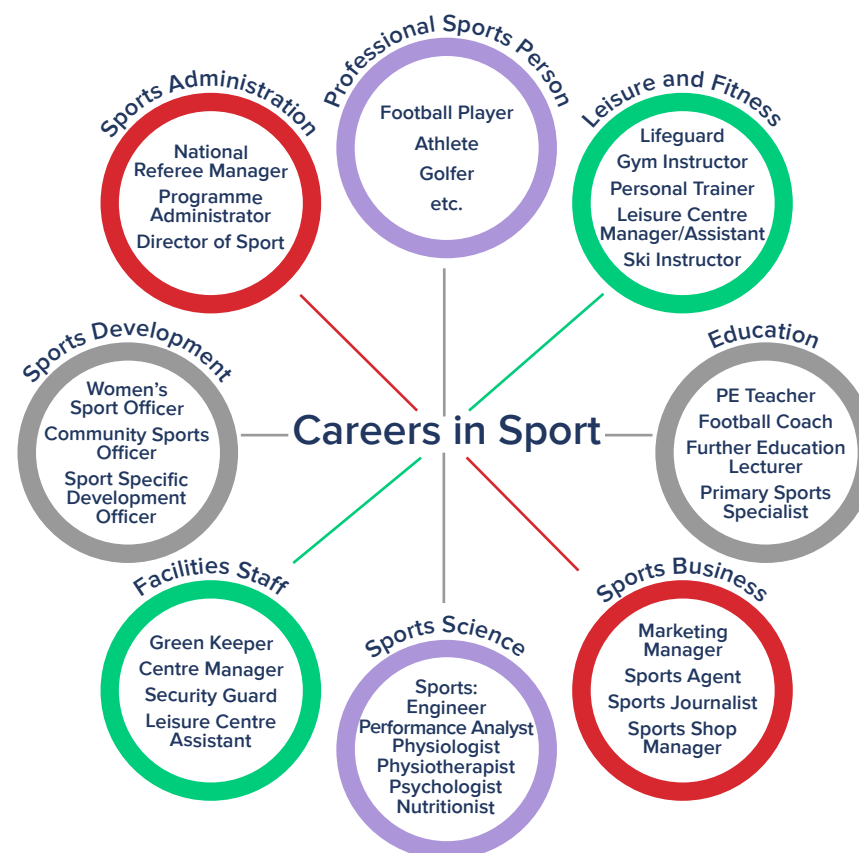 Professional Sports Person
Football Player
Athlete
Golfer
etc.
Sports Administration
National
Referee Manager
Programme
Administrator
Director of Sport
Leisure and Fitness
Lifeguard
Gym Instructor
Personal Trainer
Leisure Centre
Manager/Assistant
Ski Instructor
Sports Development
Women's
Sport Officer
Community Sports
Officer
Sport Specific
Development
Officer
Careers in Sport
Education
PE Teacher
Football Coach
Further Education
Lecturer
Primary Sports
Specialist
Facilities Staff
Green Keeper
Centre Manager
Security Guard
Leisure Centre
Assistant
Sports Science
Sports:
Engineer
Performance Analyst
Physiologist
Physiotherapist
Psychologist
Nutritionist
Sports Business
Marketing
Manager
Sports Agent
Sports Journalist
Sports Shop
Manager